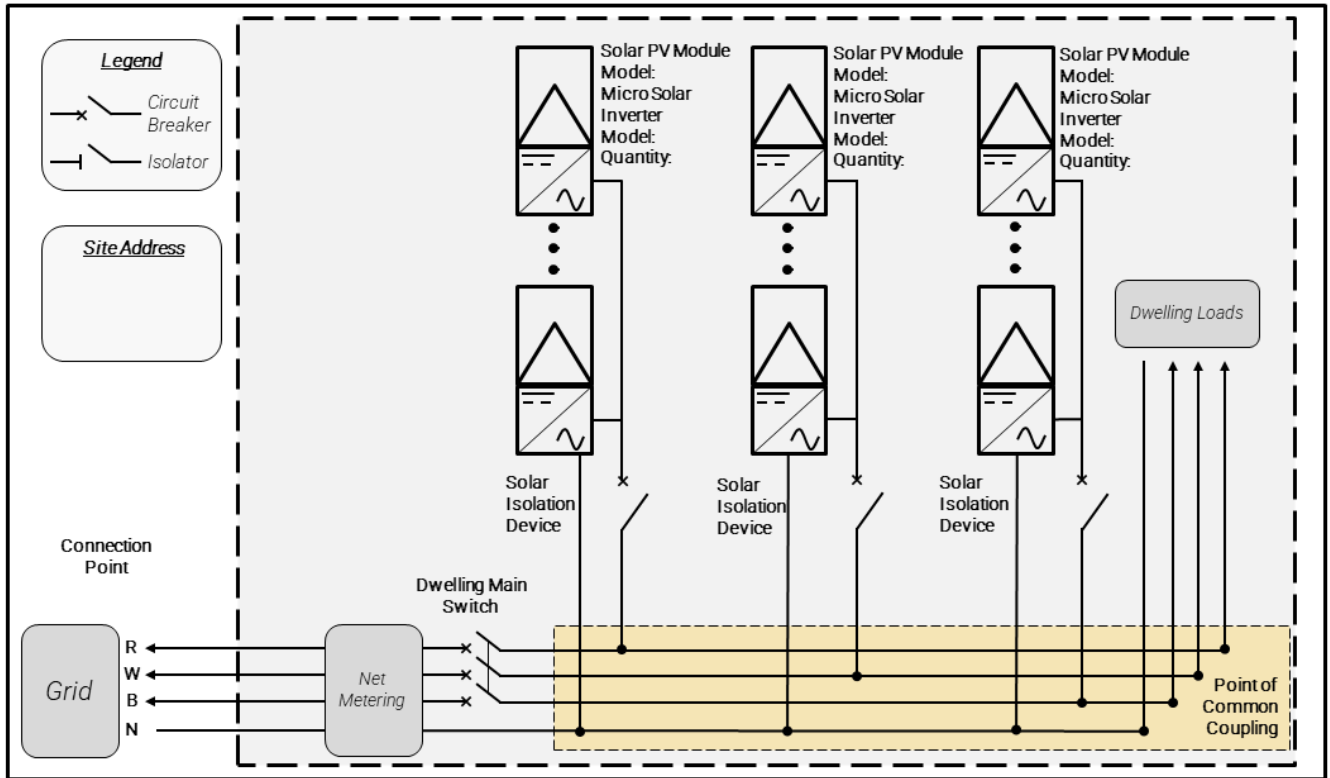 Legend
Circuit
Breaker
Isolator
Site Address
Solar PV Module
Model:
Micro Solar
Inverter
Model:
Quantity:
Solar PV Module
Model:
Micro Solar
Inverter
Model:
Quantity:
Solar PV Module
Model:
Micro Solar
Inverter
Model:
Quantity:
Dwelling Loads
Solar
Isolation
Device
Solar
Isolation
Device
Solar
Isolation
Device
Connection
Point
Dwelling Main
Switch
Grid
R
W
B
N
Net
Metering
Point of
Common
Coupling